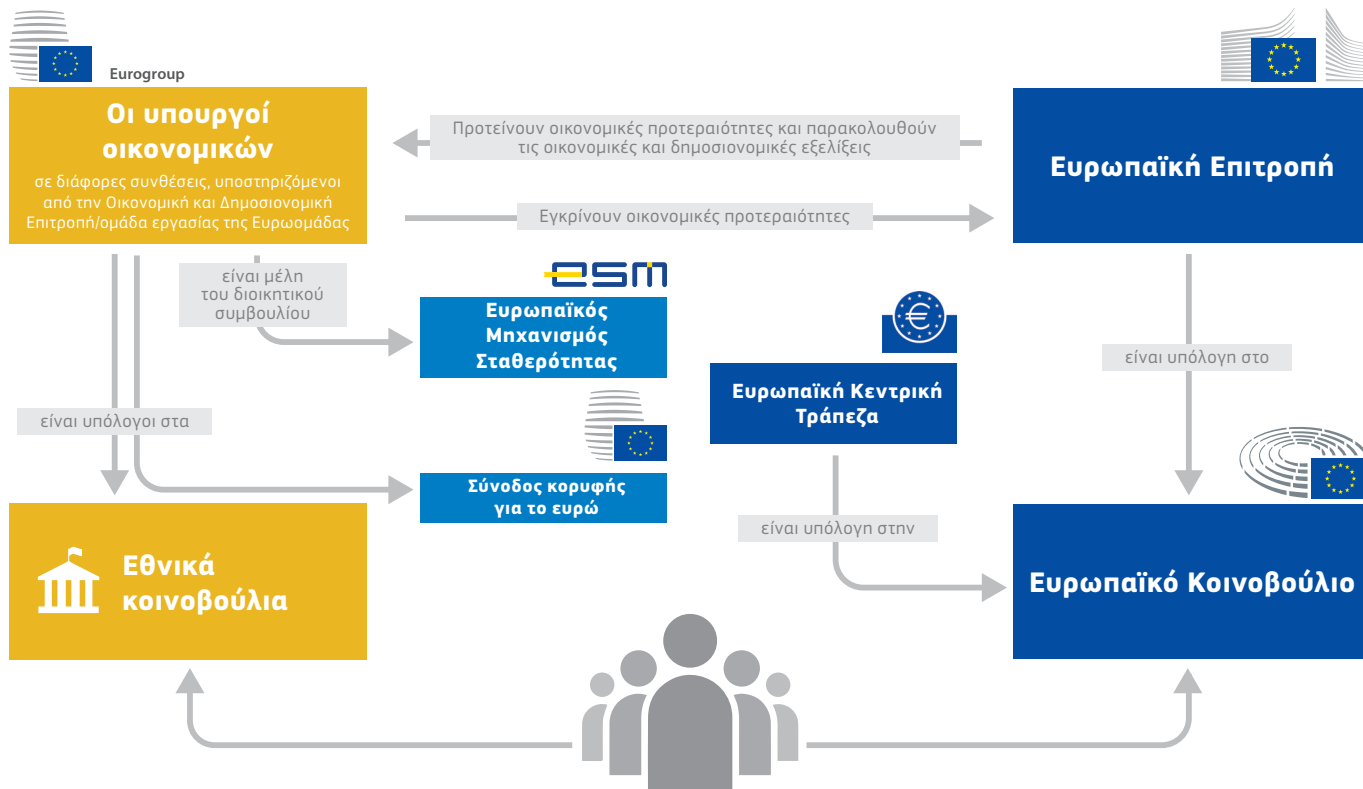 Eurogroup
Οι υπουργοί
οικονομικών
σε διάφορες συνθέσεις, υποστηριζόμενοι
από την Οικονομική και Δημοσιονομική
Επιτροπή/ομάδα εργασίας της Ευρωομάδας
Προτείνουν οικονομικές προτεραιότητες και παρακολουθούν
τις οικονομικές και δημοσιονομικές εξελίξεις
Εγκρίνουν οικονομικές προτεραιότητες
Ευρωπαϊκή Επιτροπή
είναι μέλη
του διοικητικού
συμβουλίου
esm
Ευρωπαϊκός
Μηχανισμός
Σταθερότητας
είναι υπόλογη στο
Ευρωπαϊκή Κεντρική
Τράπεζα
είναι υπόλογοι στα
Σύνοδος κορυφής
για το ευρώ
είναι υπόλογη στην
Εθνικά
κοινοβούλια
Ευρωπαϊκό Κοινοβούλιο